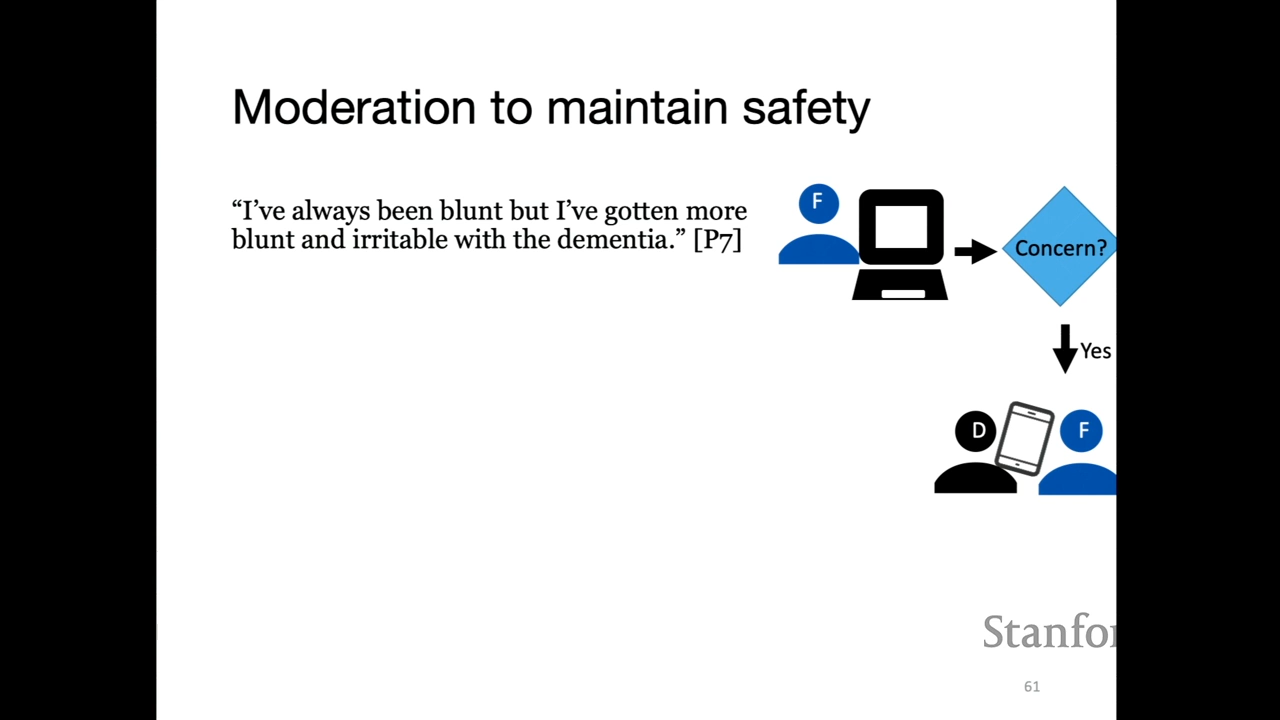 Moderation to maintain safety
“I’ve always been blunt but I’ve gotten more
blunt and irritable with the dementia.” [P7]
F
Concern?
Yes
D
F
Stanfor
61